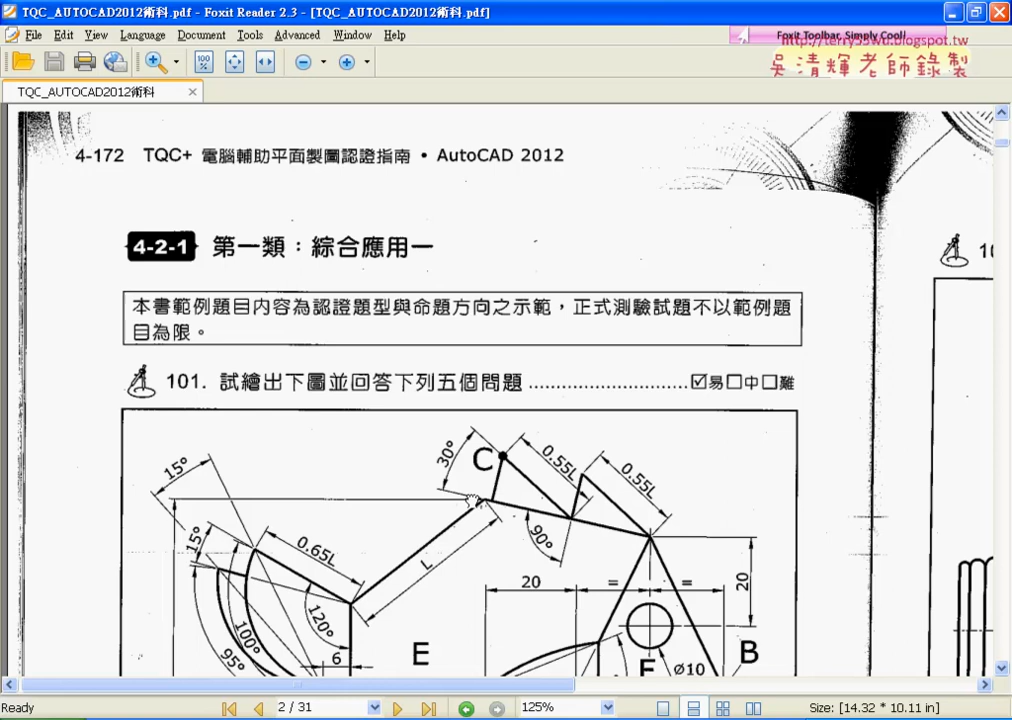 TQC_AUTOCAD2012術科.pdf - Foxit Reader 2.3 - [TQC_AUTOCAD2012術科.pdf]
File Edit View Language Document Tools Advanced Window Help
Foxit Toolbar, Simply Cool!
http://terry55wu.blogspot.tw
吳清輝老師錄製
TQC_AUTOCAD2012術科
4-172 TQC+ 電腦輔助平面製圖認證指南 • AutoCAD 2012
4-2-1 第一類：綜合應用一
本書範例題目內容為認證題型與命題方向之示範，正式測驗試題不以範例題
目為限。
101. 試繪出下圖並回答下列五個問題 ☑易☐中☐難
10
30°
C
0.55L
0.55L
15°
15°
0.65L
L
90°
20
=
=
20
120°
100°
95°
6
E
F
ø10
B
Ready
2 / 31
125%
Size: [14.32 * 10.11 in]